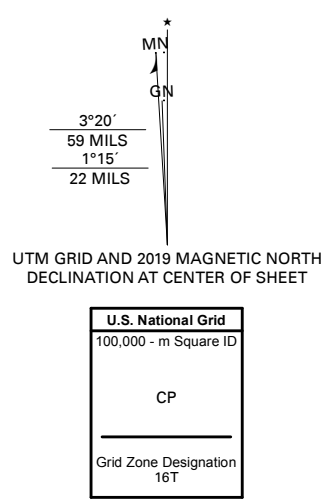 MN
GN
3°20´
59 MILS
1°15´
22 MILS
UTM GRID AND 2019 MAGNETIC NORTH
DECLINATION AT CENTER OF SHEET
U.S. National Grid
100,000 - m Square ID
CP
Grid Zone Designation
16T